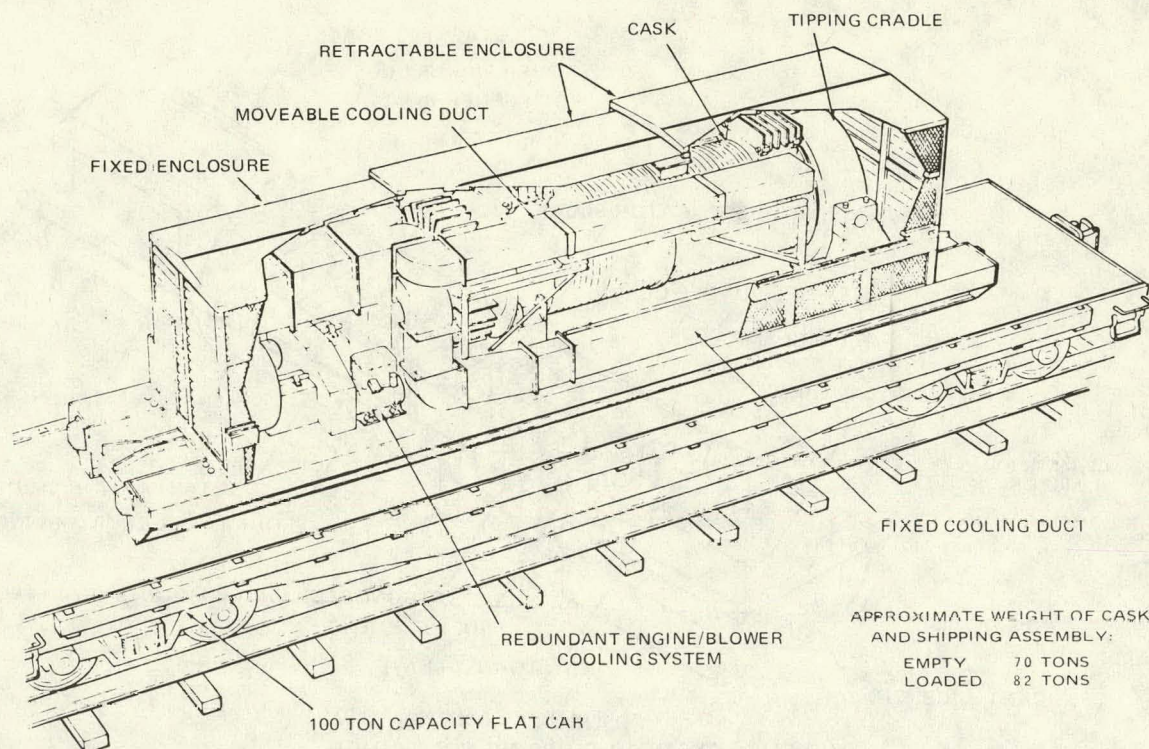 TIPPING CRADLE
CASK
RETRACTABLE ENCLOSURE
MOVEABLE COOLING DUCT
FIXED ENCLOSURE
FIXED COOLING DUCT
REDUNDANT ENGINE/BLOWER
COOLING SYSTEM
100 TON CAPACITY FLAT CAR
APPROXIMATE WEIGHT OF CASK
AND SHIPPING ASSEMBLY:
EMPTY 70 TONS
LOADED 82 TONS